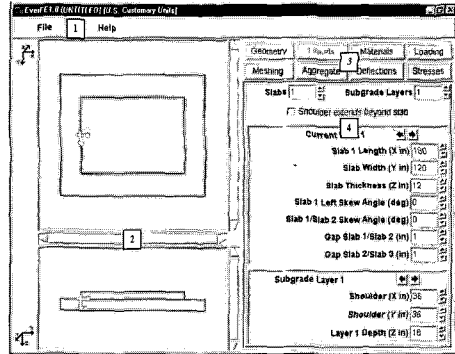 EverFE1.0 (UNTITLED) [U.S. Customary Units]
File 1 Help
Geometry Materials Loading
3
Meshing Aggregate Deflections Stresses
Slabs 1 Subgrade Layers 1
Shoulder extends beyond slab
4
Current 1
Slab 1 Length (X in) 180
Slab Width (Y in) 120
Slab Thickness (Z in) 12
Slab 1 Left Skew Angle (deg) 0
Slab 1/Slab 2 Skew Angle (deg) 0
Gap Slab 1/Slab 2 (in) 1
Gap Slab 2/Slab 3 (in) 1
2
Subgrade Layer 1
Shoulder (X in) 36
Shoulder (Y in) 36
Layer 1 Depth (Z in) 18